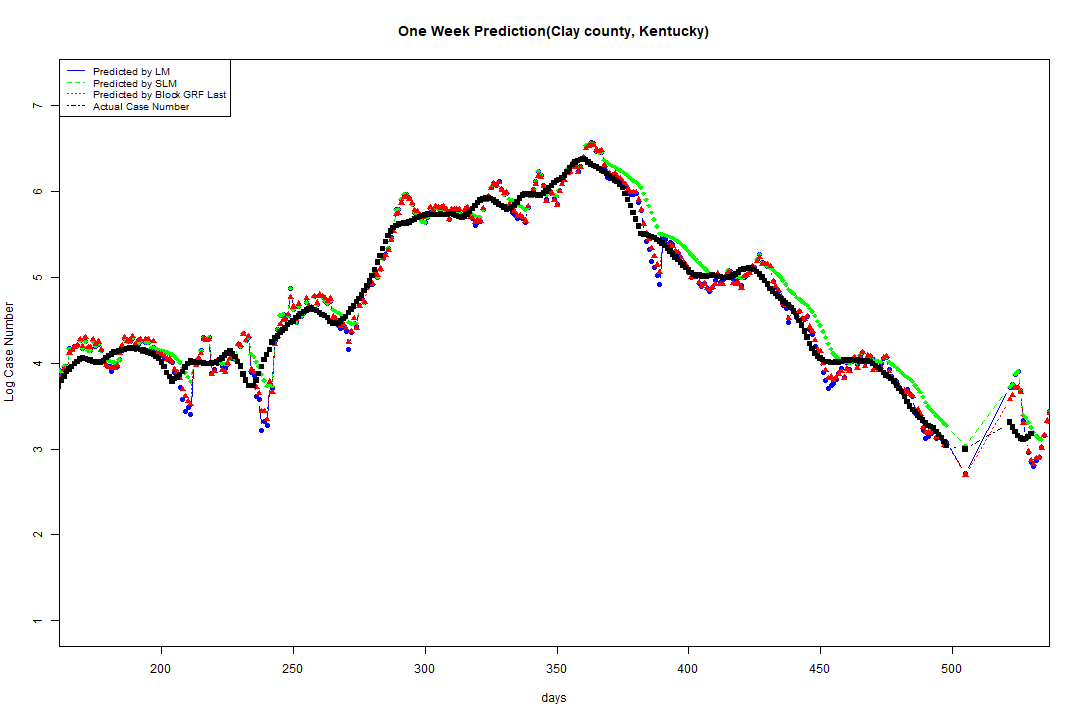 One Week Prediction(Clay county, Kentucky)
Predicted by LM
Predicted by SLM
Predicted by Block GRF Last
Actual Case Number
7
6
5
4
3
2
1
Log Case Number
200 250 300 350 400 450 500
days